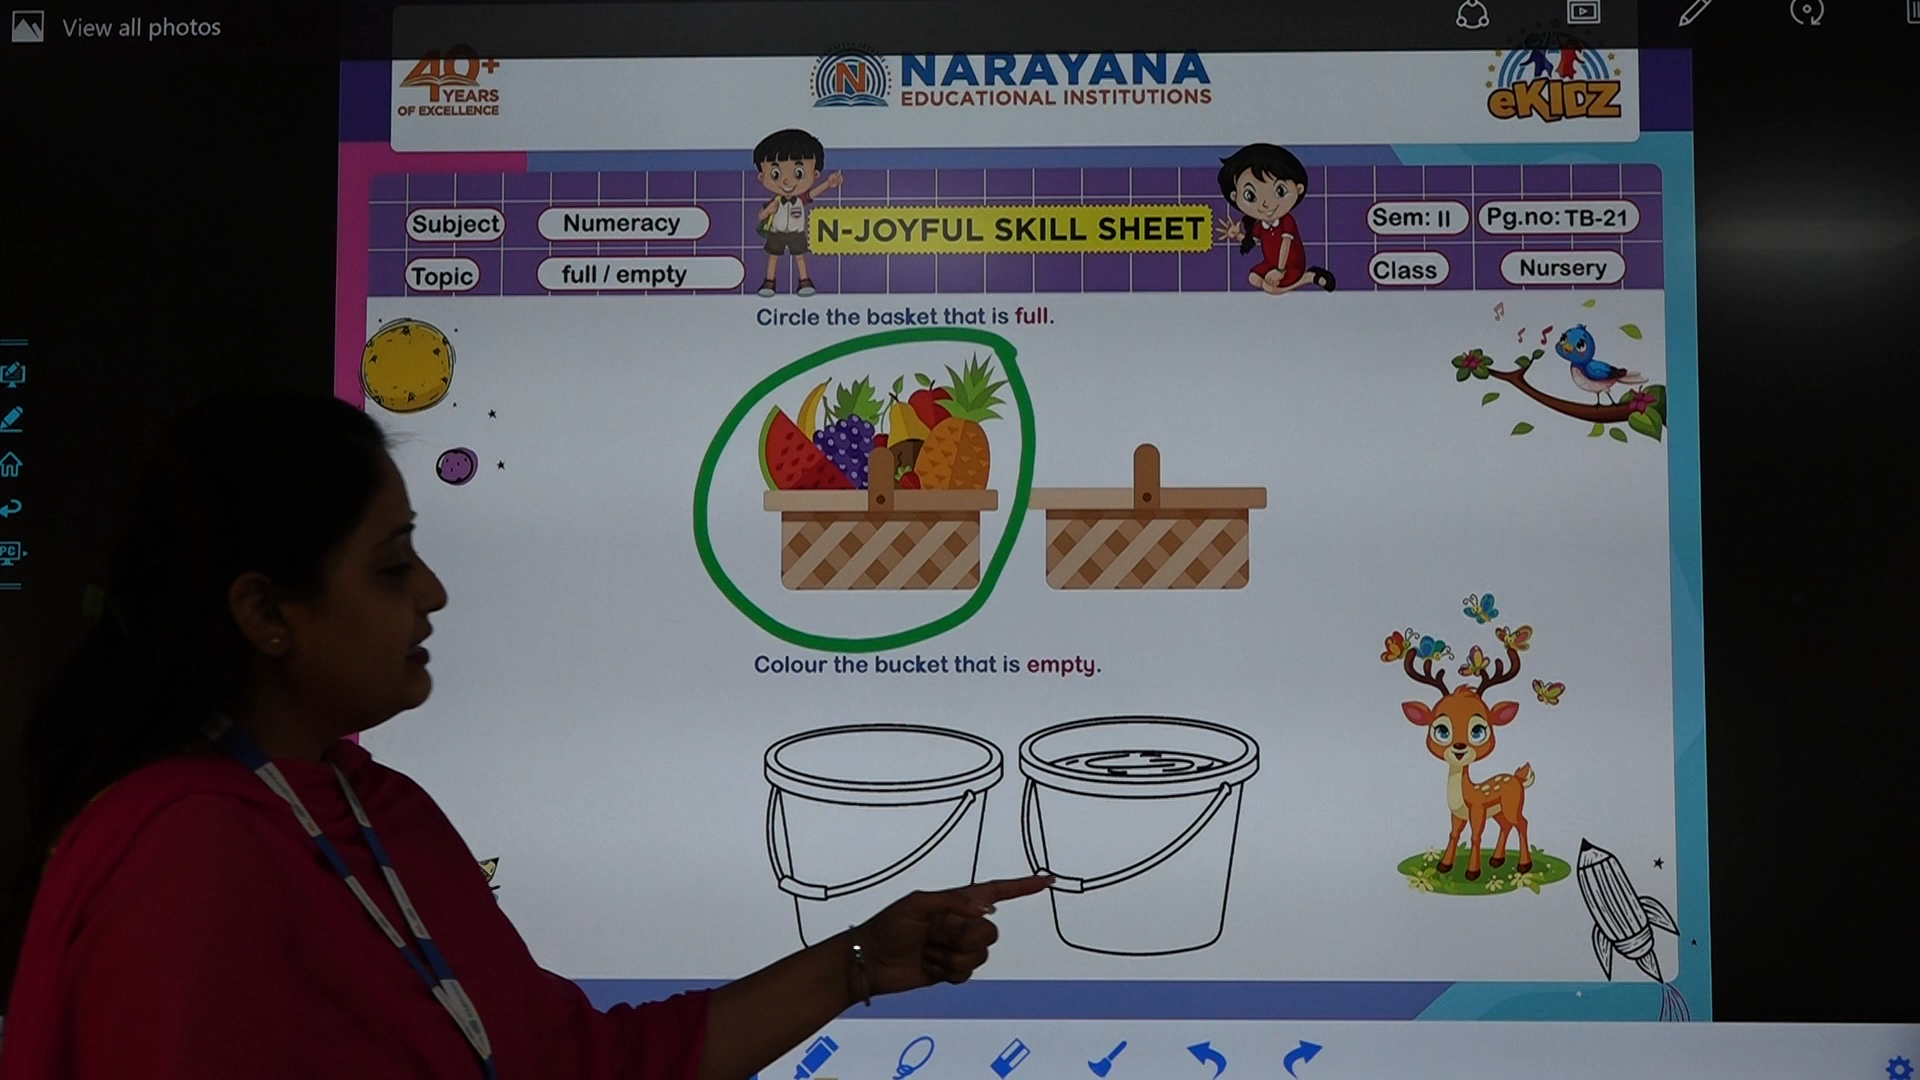 View all photos
40+
YEARS
OF EXCELLENCE
N
NARAYANA
EDUCATIONAL INSTITUTIONS
eKIDZ
Subject Numeracy
N-JOYFUL SKILL SHEET
Sem: II Pg.no: TB-21
Topic full / empty
Class Nursery
Circle the basket that is full.
Colour the bucket that is empty.
PC